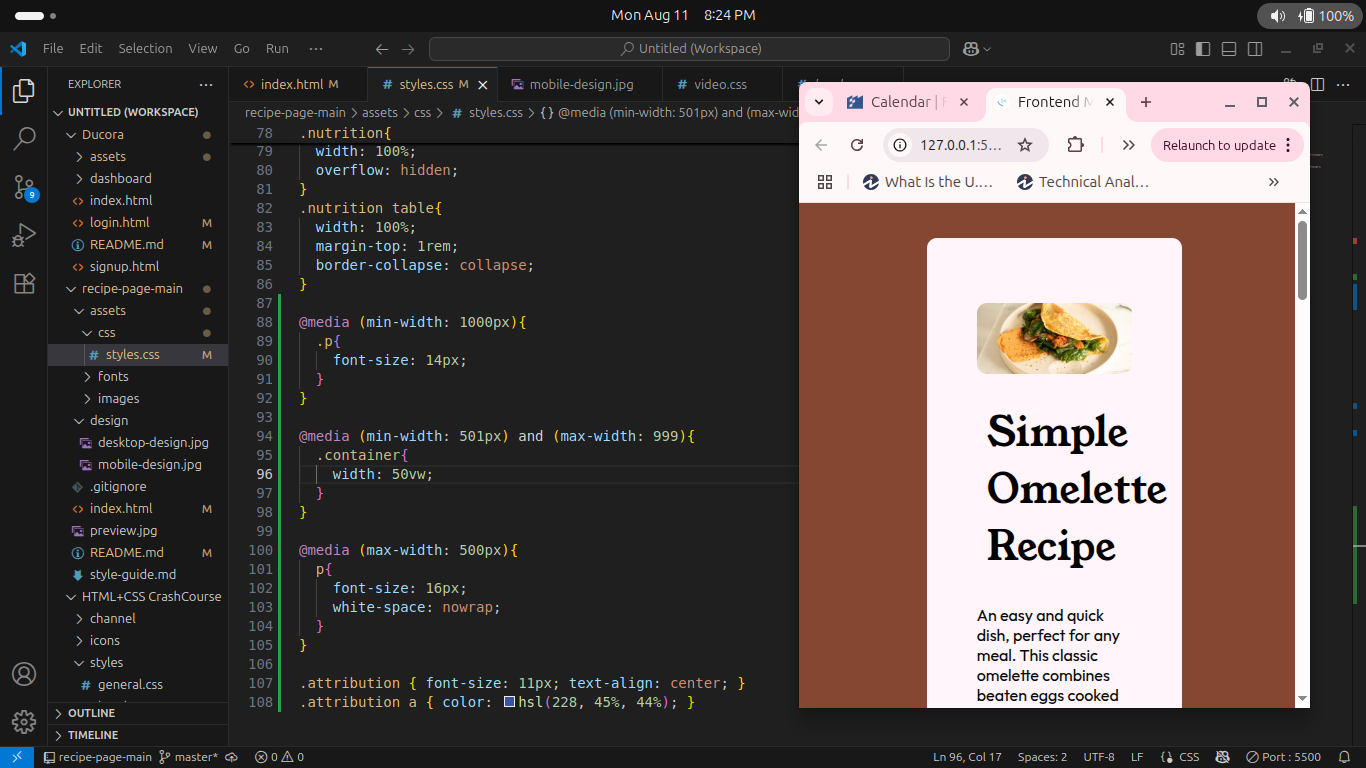 Mon Aug 11 8:24 PM
100%
File Edit Selection View Go Run ···
Untitled (Workspace)
EXPLORER
UNTITLED (WORKSPACE)
Ducora
assets
dashboard
index.html
login.html M
README.md M
signup.html
recipe-page-main
assets
css
styles.css M
fonts
images
design
desktop-design.jpg
mobile-design.jpg
.gitignore
index.html M
preview.jpg
README.md M
style-guide.md
HTML+CSS CrashCourse
channel
icons
styles
general.css
OUTLINE
TIMELINE
9
index.html M
styles.css M
mobile-design.jpg
video.css
recipe-page-main > assets > css > # styles.css > {} @media (min-width: 501px) and (max-wid
78 .nutrition{
79 width: 100%;
80 overflow: hidden;
81 }
82 .nutrition table{
83 width: 100%;
84 margin-top: 1rem;
85 border-collapse: collapse;
86 }
87
88 @media (min-width: 1000px){
89 .p{
90 font-size: 14px;
91 }
92 }
93
94 @media (min-width: 501px) and (max-width: 999){
95 .container{
96 width: 50vw;
97 }
98 }
99
100 @media (max-width: 500px){
101 p{
102 font-size: 16px;
103 white-space: nowrap;
104 }
105 }
106
107 .attribution { font-size: 11px; text-align: center; }
108 .attribution a { color: hsl(228, 45%, 44%); }
Calendar |
Frontend M
127.0.0.1:5...
Relaunch to update
What Is the U....
Technical Anal...
Simple
Omelette
Recipe
An easy and quick
dish, perfect for any
meal. This classic
omelette combines
beaten eggs cooked
recipe-page-main
master*
0 0
Ln 96, Col 17
Spaces: 2
UTF-8
LF
CSS
Port : 5500